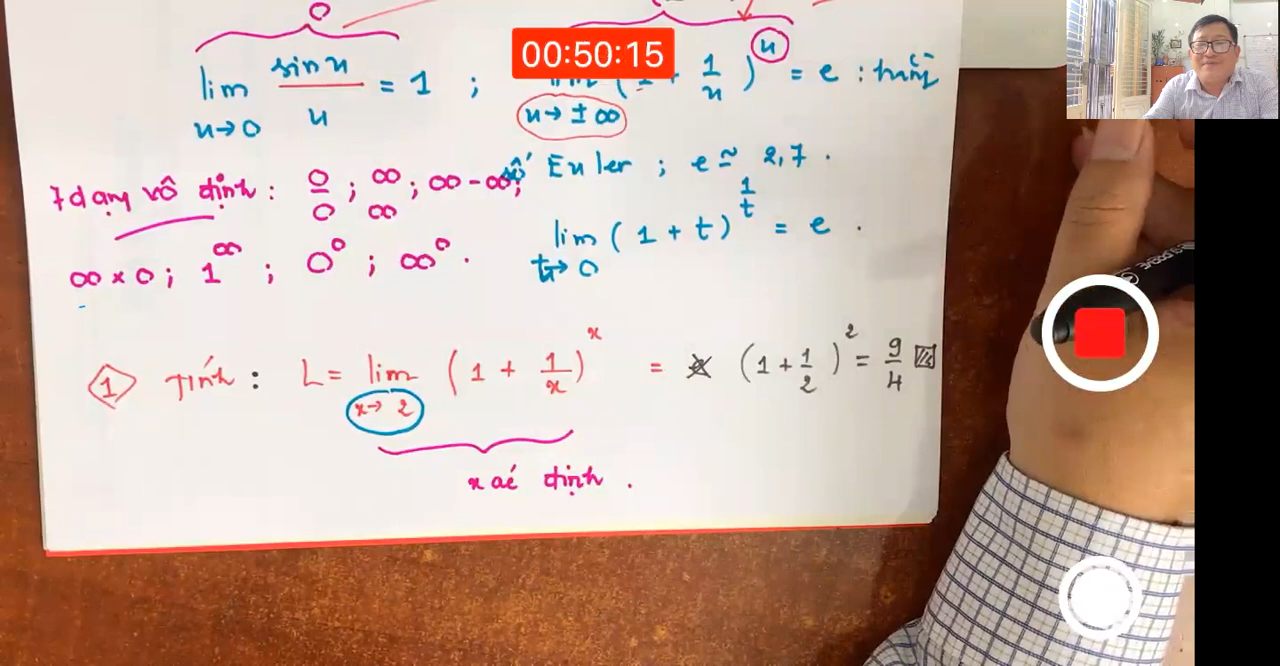 0
00:50:15
lim sin u / u = 1 ; (1 + 1/u)^u = e :
u→0 u→ ±∞
số Euler ; e ≃ 2,7 .
7 dạng vô định : 0/0 ; ∞/∞ ; ∞ - ∞ ;
lim (1 + t)^1/t = e .
t→ 0
∞ x 0 ; 1^∞ ; 0^0 ; ∞^0 .
1 Tính : L = lim (1 + 1/x)^x = (1 + 1/2)^2 = 9/4
x→ 2
xác định .